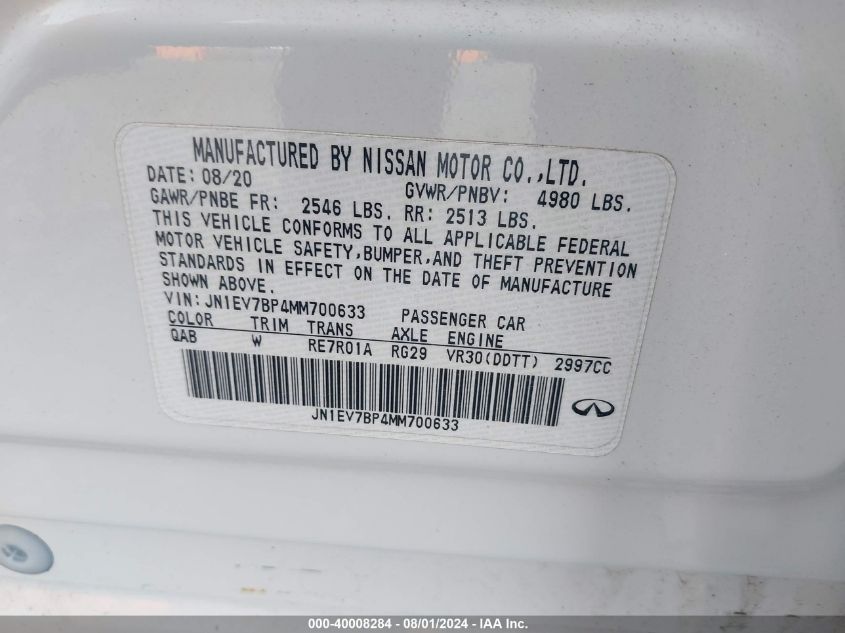 MANUFACTURED BY NISSAN MOTOR CO.,LTD.
DATE: 08/20 GVWR/PNBV: 4980 LBS.
GAWR/PNBE FR: 2546 LBS. RR: 2513 LBS.
THIS VEHICLE CONFORMS TO ALL APPLICABLE FEDERAL
MOTOR VEHICLE SAFETY,BUMPER,AND THEFT PREVENTION
STANDARDS IN EFFECT ON THE DATE OF MANUFACTURE
SHOWN ABOVE.
VIN: JN1EV7BP4MM700633 PASSENGER CAR
COLOR TRIM TRANS AXLE ENGINE
QAB W RE7R01A RG29 VR30(DDTT) 2997CC
JN1EV7BP4MM700633
000-40008284 - 08/01/2024 - IAA Inc.